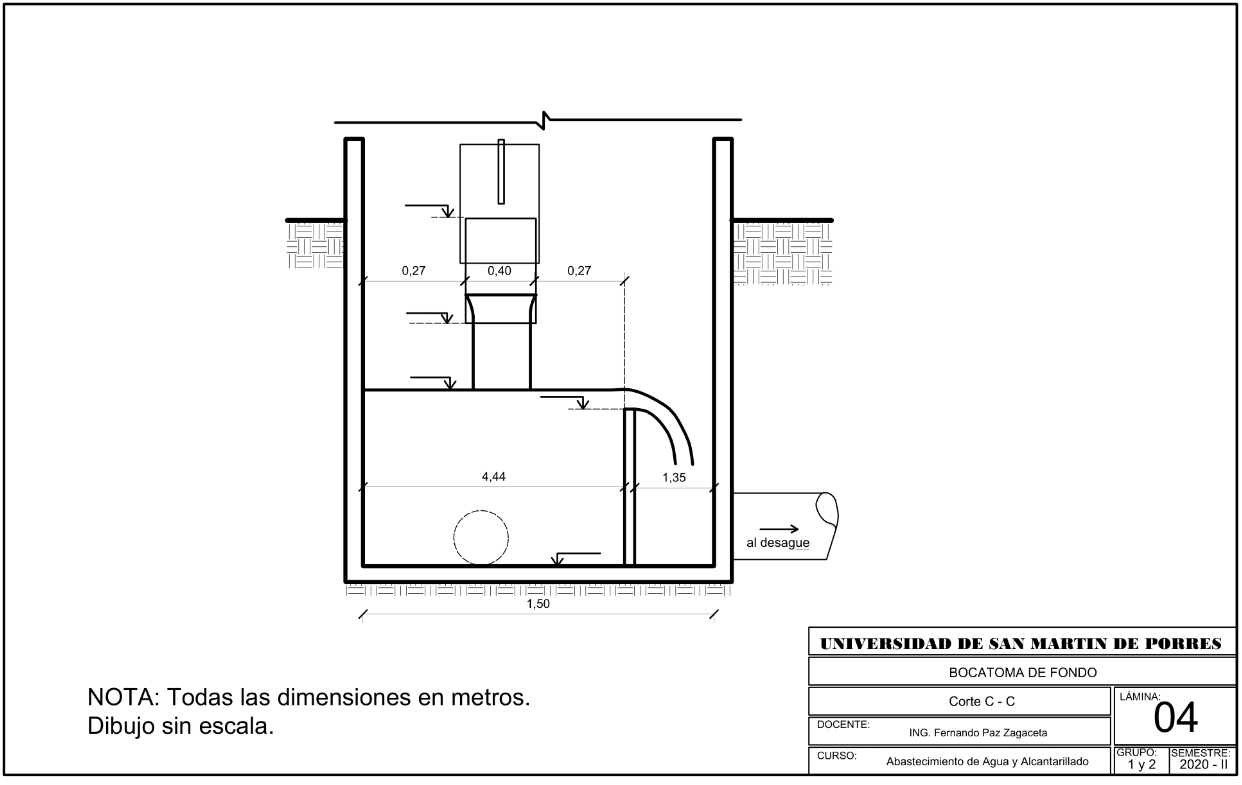 0,27
0,40
0,27
4,44
1,35
al desague
1,50
NOTA: Todas las dimensiones en metros.
Dibujo sin escala.
UNIVERSIDAD DE SAN MARTIN DE PORRES
BOCATOMA DE FONDO
Corte C - C
LÁMINA:
04
DOCENTE:
ING. Fernando Paz Zagaceta
CURSO:
Abastecimiento de Agua y Alcantarillado
GRUPO:
1 y 2
SEMESTRE:
2020 - II